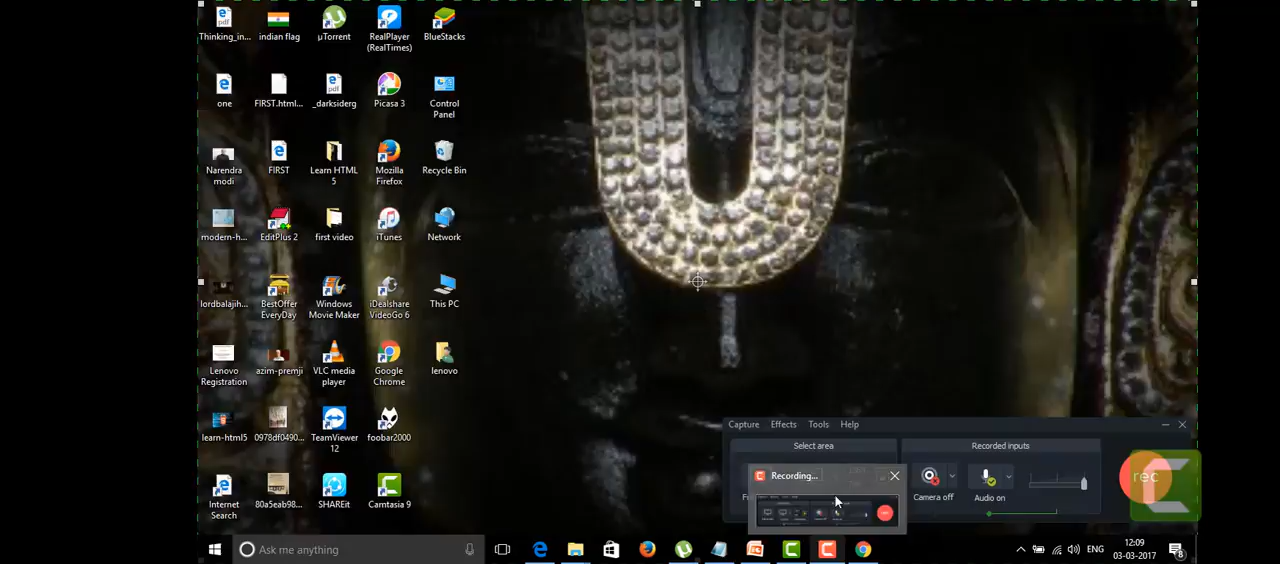 Thinking_in...
indian flag
µTorrent
RealPlayer
(RealTimes)
BlueStacks
one
FIRST.html...
_darksiderg
Picasa 3
Control
Panel
Narendra
modi
FIRST
Learn HTML
5
Mozilla
Firefox
Recycle Bin
modern-h...
EditPlus 2
first video
iTunes
Network
lordbalajih...
BestOffer
EveryDay
Windows
Movie Maker
iDealshare
VideoGo 6
This PC
Lenovo
Registration
azim-premji
VLC media
player
Google
Chrome
lenovo
learn-html5
0978df0490...
TeamViewer
12
foobar2000
Internet
Search
80a5eab98...
SHAREit
Camtasia 9
Capture Effects Tools Help
Select area
Recorded inputs
Recording...
Camera off
Audio on
rec
Ask me anything
ENG
12:09
03-03-2017
8